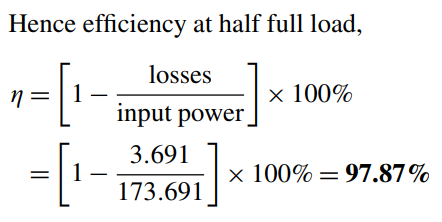 Hence efficiency at half full load,
η = [1 − losses / input power] × 100%
= [1 − 3.691 / 173.691] × 100% = 97.87%